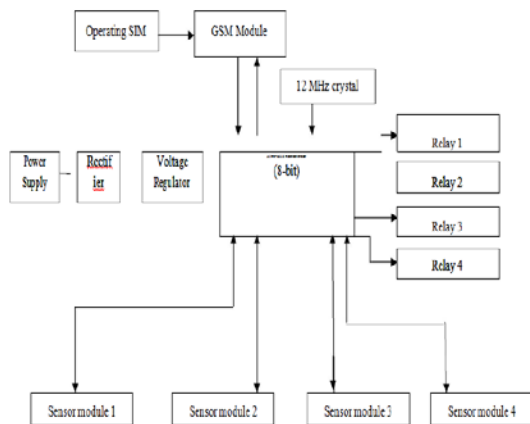 Operating SIM
GSM Module
12 MHz crystal
Power
Supply
Rectif
ier
Voltage
Regulator
(8-bit)
Relay 1
Relay 2
Relay 3
Relay 4
Sensor module 1
Sensor module 2
Sensor module 3
Sensor module 4